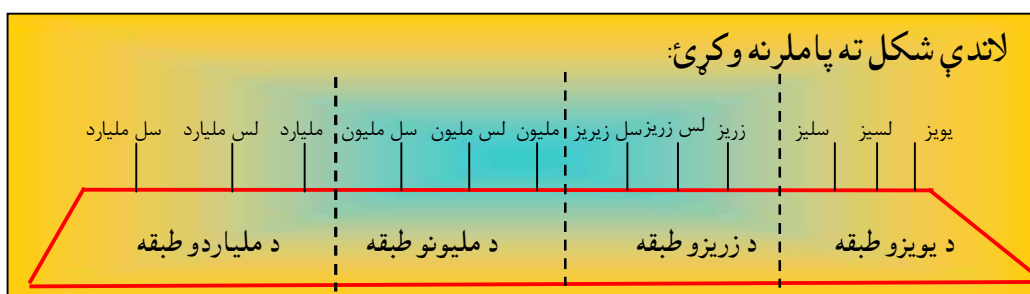 لاندې شکل ته پاملرنه وکړئ:
يويز لسيز سليز زريز لس زريز سل زيريز مليون لس مليون سل مليون مليارد لس مليارد سل مليارد
د يويزو طبقه د زريزو طبقه د مليونو طبقه د ملياردو طبقه